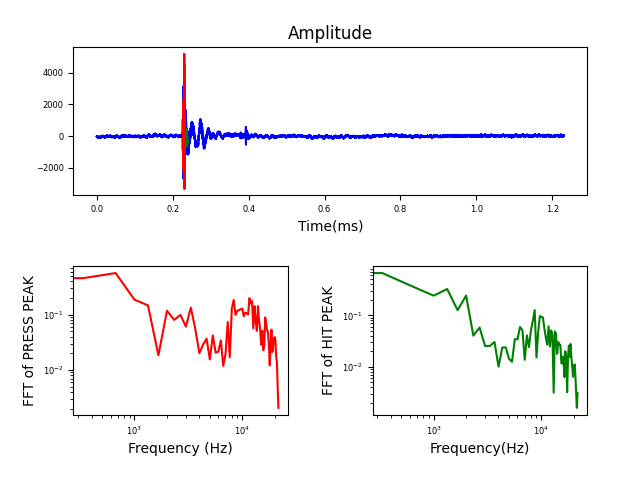 Amplitude
4000
2000
0
−2000
0.0 0.2 0.4 0.6 0.8 1.0 1.2
Time(ms)
FFT of PRESS PEAK
10⁻¹
10⁻²
10³ 10⁴
Frequency (Hz)
FFT of HIT PEAK
10⁻¹
10⁻²
10³ 10⁴
Frequency(Hz)